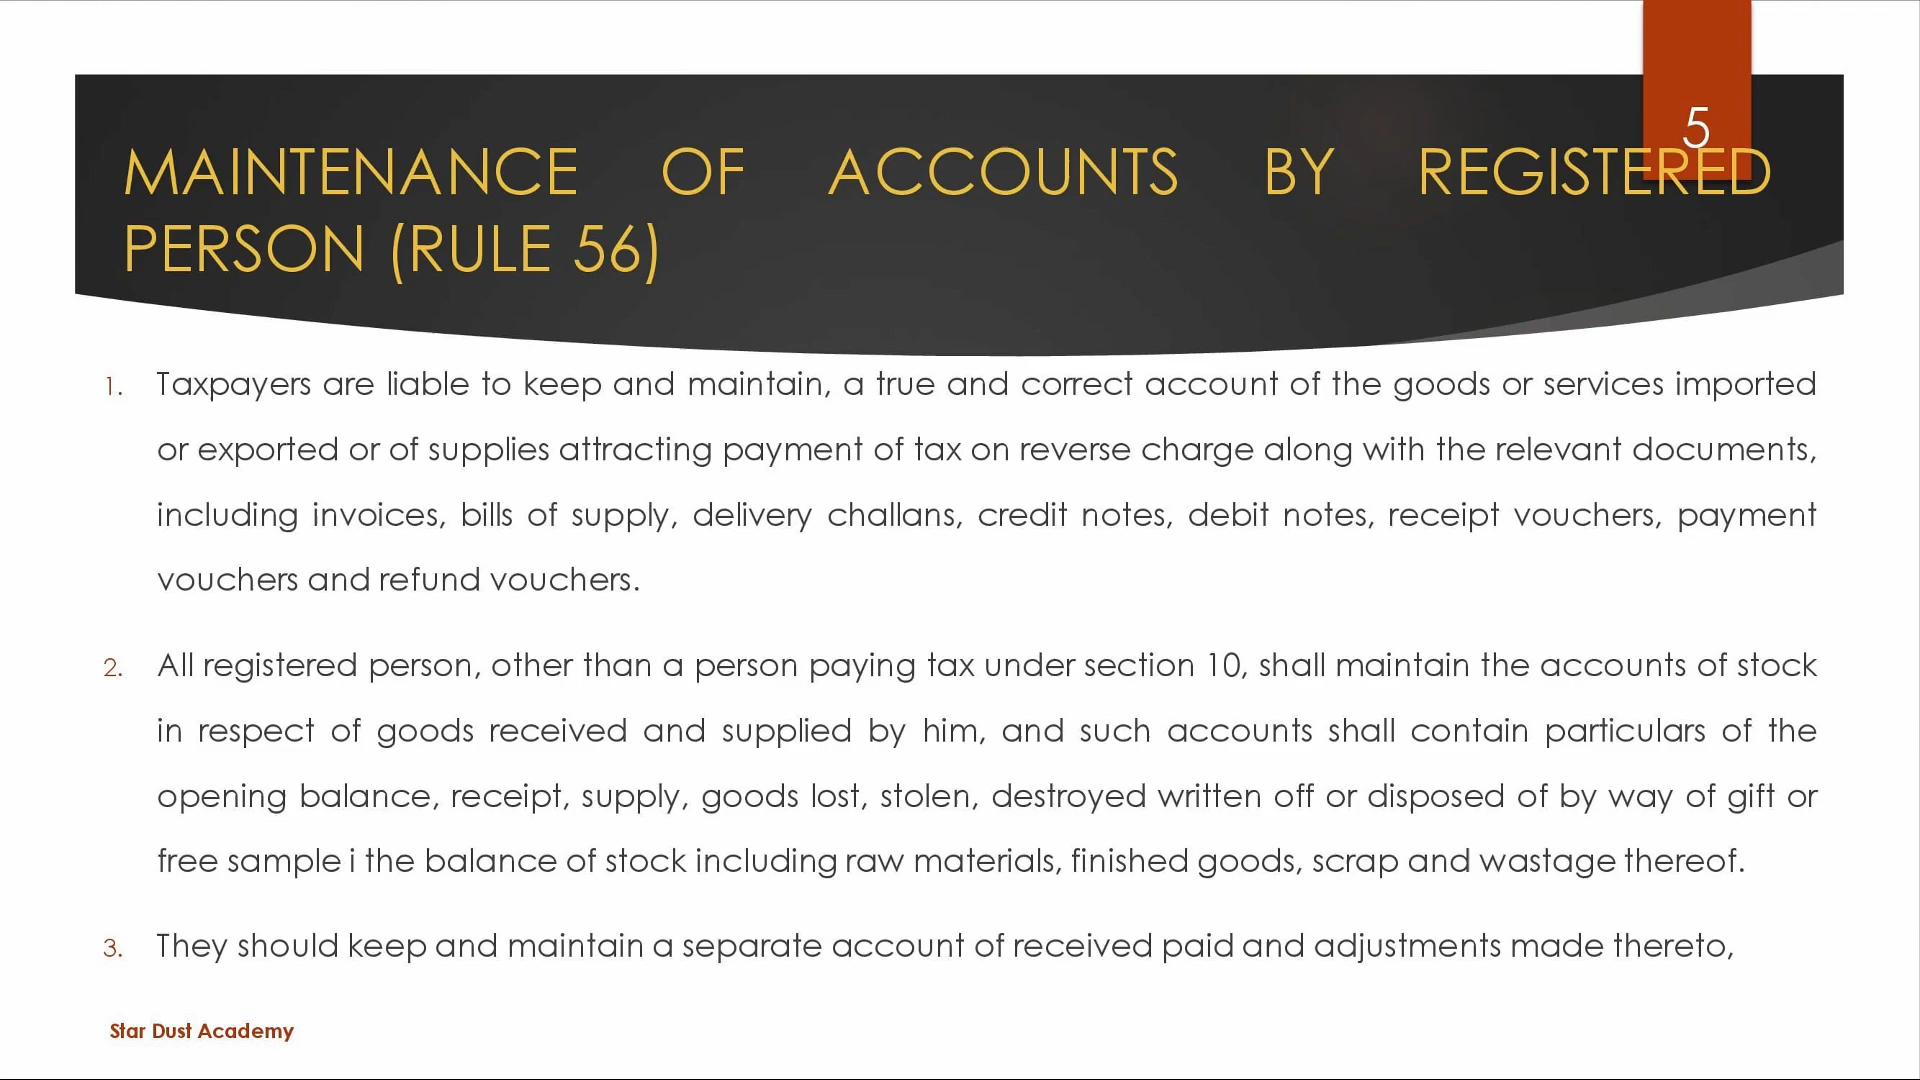 5
MAINTENANCE OF ACCOUNTS BY REGISTERED
PERSON (RULE 56)
1. Taxpayers are liable to keep and maintain, a true and correct account of the goods or services imported
or exported or of supplies attracting payment of tax on reverse charge along with the relevant documents,
including invoices, bills of supply, delivery challans, credit notes, debit notes, receipt vouchers, payment
vouchers and refund vouchers.
2. All registered person, other than a person paying tax under section 10, shall maintain the accounts of stock
in respect of goods received and supplied by him, and such accounts shall contain particulars of the
opening balance, receipt, supply, goods lost, stolen, destroyed written off or disposed of by way of gift or
free sample i the balance of stock including raw materials, finished goods, scrap and wastage thereof.
3. They should keep and maintain a separate account of received paid and adjustments made thereto,
Star Dust Academy